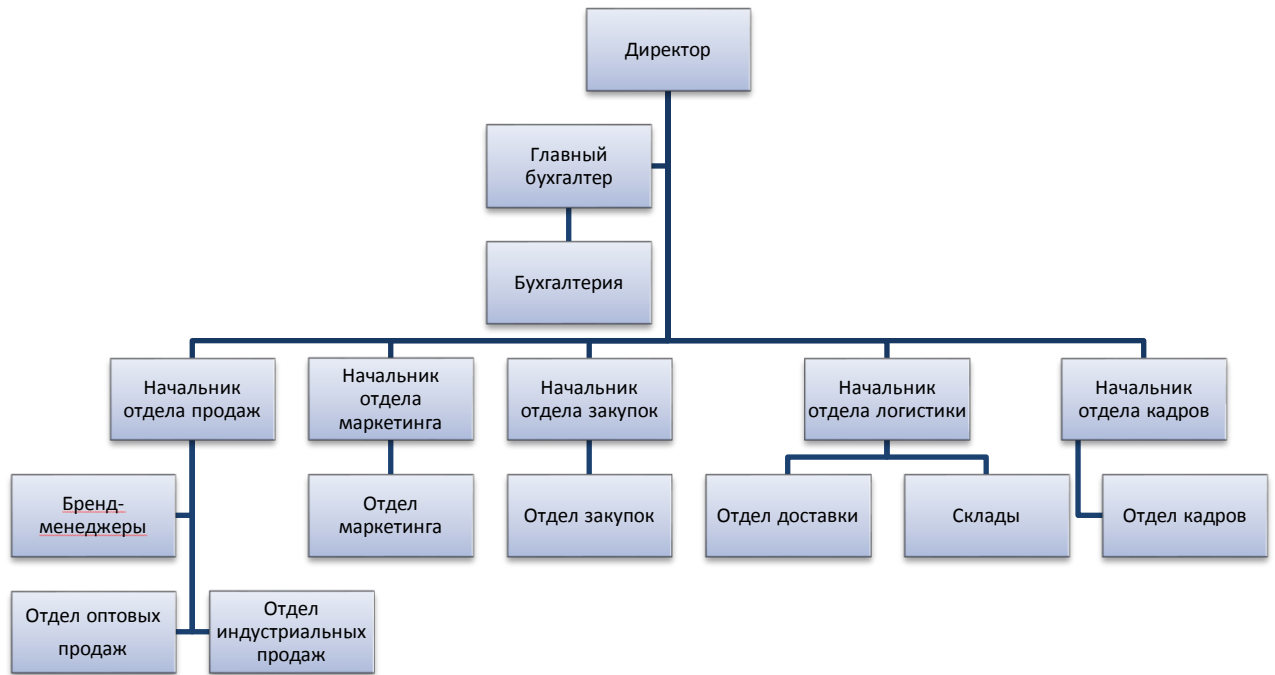 Директор
Главный
бухгалтер
Бухгалтерия
Начальник
отдела продаж
Начальник
отдела
маркетинга
Начальник
отдела закупок
Начальник
отдела логистики
Начальник
отдела кадров
Бренд-
менеджеры
Отдел
маркетинга
Отдел закупок
Отдел доставки
Склады
Отдел кадров
Отдел оптовых
продаж
Отдел
индустриальных
продаж